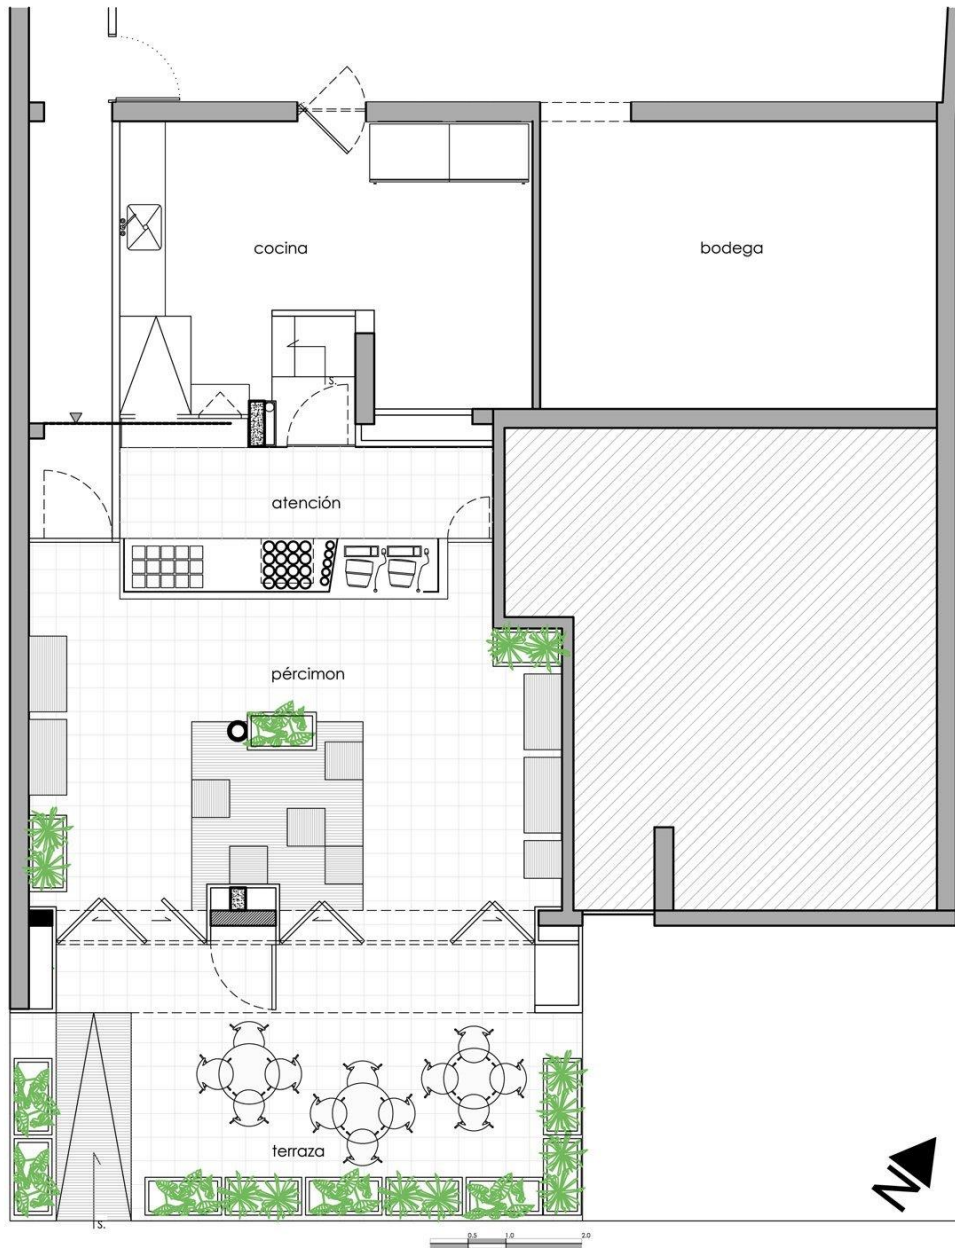 cocina
bodega
s.
atención
pércimon
terraza
s.
N
0.5 1.0 2.0